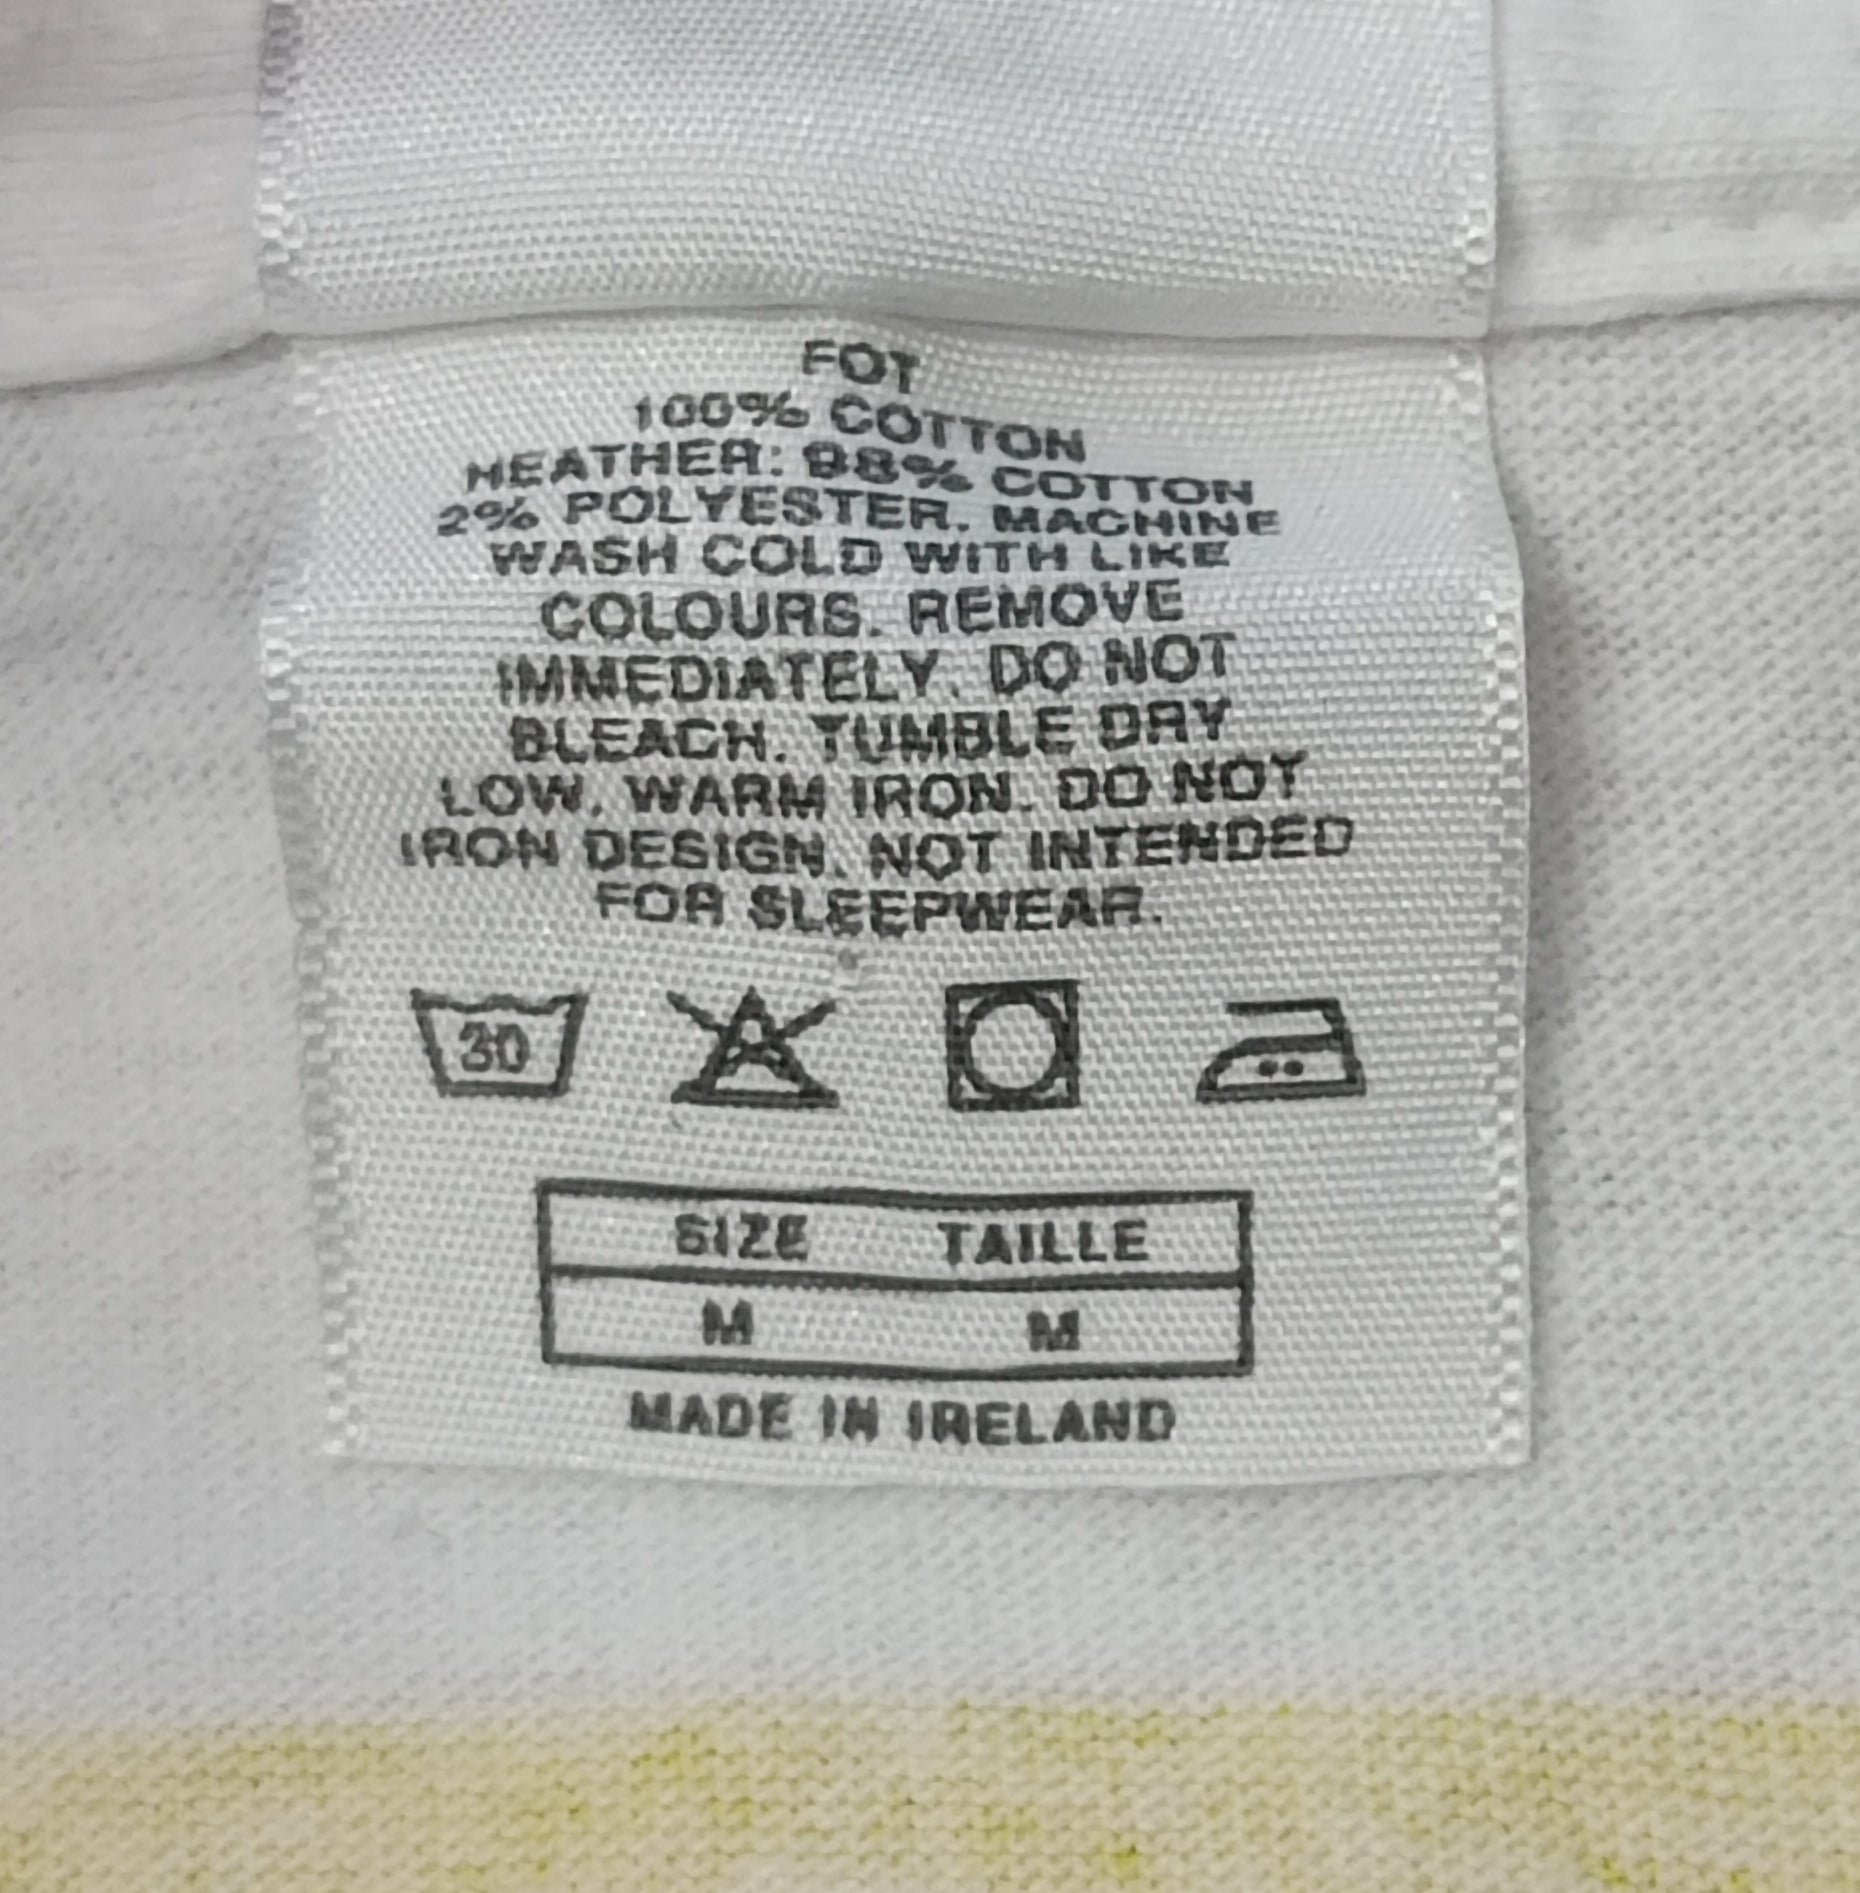 FOT
100% COTTON
HEATHER: 98% COTTON
2% POLYESTER. MACHINE
WASH COLD WITH LIKE
COLOURS. REMOVE
IMMEDIATELY. DO NOT
BLEACH. TUMBLE DRY
LOW. WARM IRON. DO NOT
IRON DESIGN. NOT INTENDED
FOR SLEEPWEAR.
30
SIZE TAILLE
M M
MADE IN IRELAND